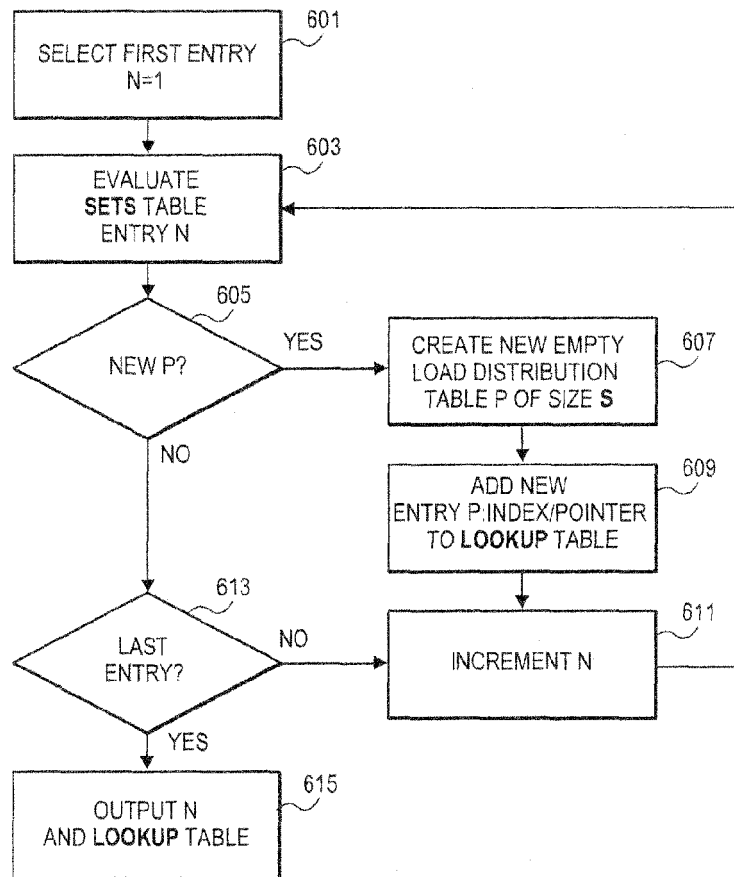 601
SELECT FIRST ENTRY
N=1
603
EVALUATE
SETS TABLE
ENTRY N
605
NEW P?
YES
NO
607
CREATE NEW EMPTY
LOAD DISTRIBUTION
TABLE P OF SIZE S
609
ADD NEW
ENTRY P:INDEX/POINTER
TO LOOKUP TABLE
613
LAST
ENTRY?
NO
YES
611
INCREMENT N
615
OUTPUT N
AND LOOKUP TABLE